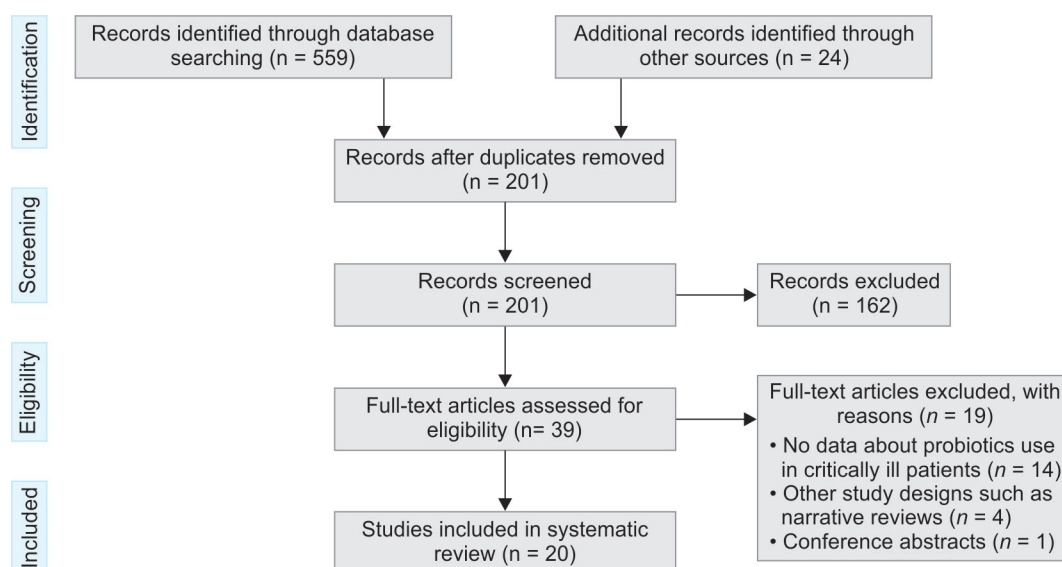 Identification
Records identified through database
searching (n = 559)
Additional records identified through
other sources (n = 24)
Records after duplicates removed
(n = 201)
Screening
Records screened
(n = 201)
Records excluded
(n = 162)
Eligibility
Full-text articles assessed for
eligibility (n= 39)
Full-text articles excluded, with
reasons (n = 19)
• No data about probiotics use
in critically ill patients (n = 14)
• Other study designs such as
narrative reviews (n = 4)
• Conference abstracts (n = 1)
Included
Studies included in systematic
review (n = 20)